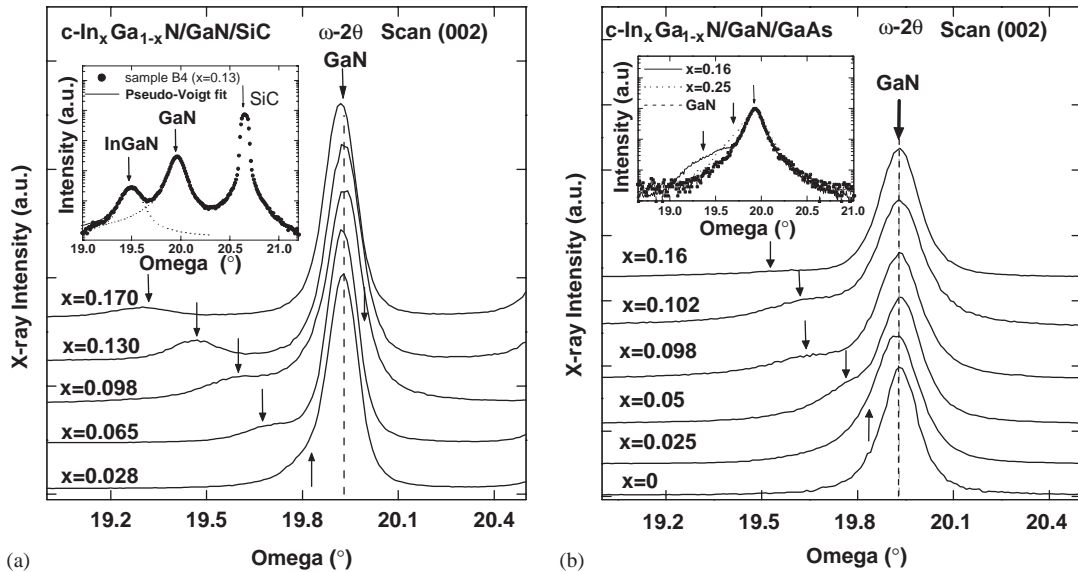 c-InₓGa₁₋ₓN/GaN/SiC ω-2θ Scan (002)
GaN
sample B4 (x=0.13)
Pseudo-Voigt fit
SiC
GaN
InGaN
Intensity (a.u.)
19.0 19.5 20.0 20.5 21.0
Omega (°)
x=0.170
x=0.130
x=0.098
x=0.065
x=0.028
X-ray Intensity (a.u.)
19.2 19.5 19.8 20.1 20.4
Omega (°)
(a)
c-InₓGa₁₋ₓN/GaN/GaAs ω-2θ Scan (002)
GaN
x=0.16
x=0.25
GaN
Intensity (a.u)
19.0 19.5 20.0 20.5 21.0
Omega (°)
x=0.16
x=0.102
x=0.098
x=0.05
x=0.025
x=0
X-ray Intensity (a.u.)
19.2 19.5 19.8 20.1 20.4
Omega (°)
(b)